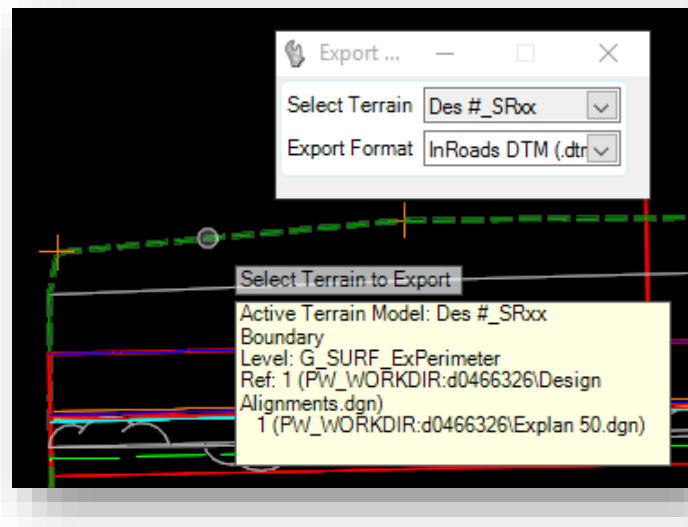 Export ...
Select Terrain Des #_SRxx
Export Format InRoads DTM (.dtr
Select Terrain to Export
Active Terrain Model: Des #_SRxx
Boundary
Level: G_SURF_ExPerimeter
Ref: 1 (PW_WORKDIR:d0466326\Design
Alignments.dgn)
1 (PW_WORKDIR:d0466326\Explan 50.dgn)